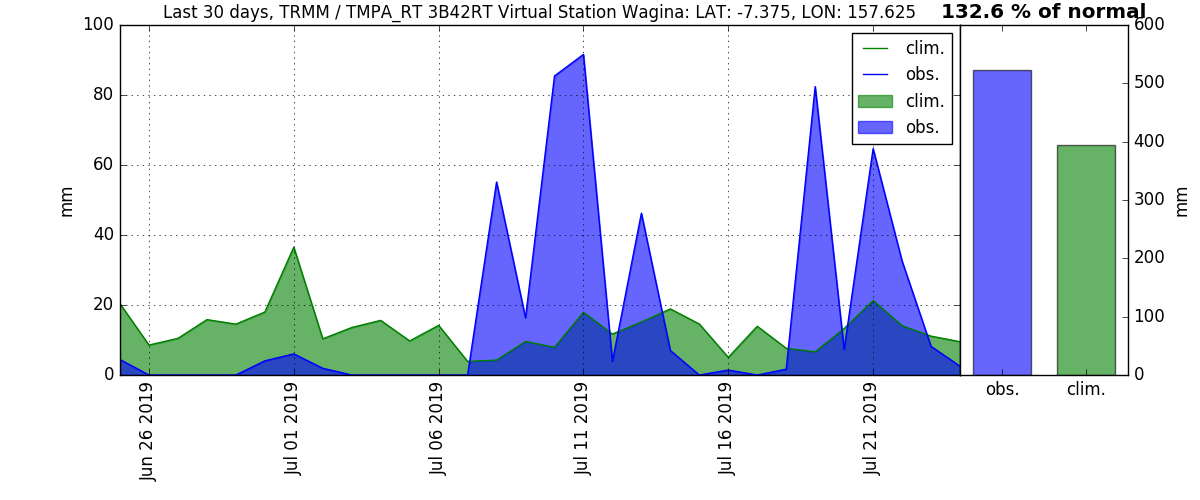 Last 30 days, TRMM / TMPA_RT 3B42RT Virtual Station Wagina: LAT: -7.375, LON: 157.625
132.6 % of normal
100
80
60
40
20
0
mm
clim.
obs.
clim.
obs.
Jun 26 2019
Jul 01 2019
Jul 06 2019
Jul 11 2019
Jul 16 2019
Jul 21 2019
600
500
400
300
200
100
0
mm
obs.
clim.